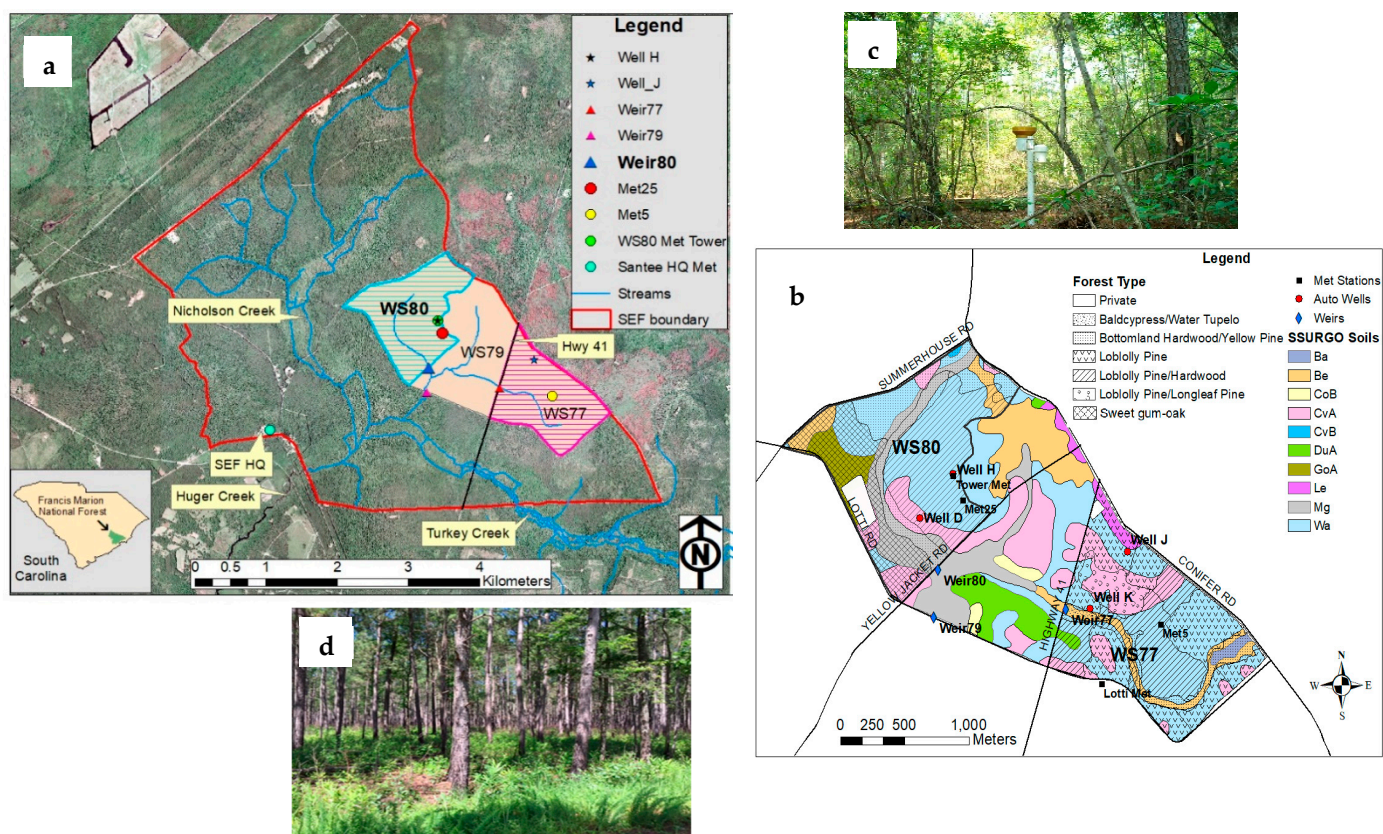 a
Legend
Well H
Well_J
Weir77
Weir79
Weir80
Met25
Met5
WS80 Met Tower
Santee HQ Met
Streams
SEF boundary
Nicholson Creek
WS80
WS79
Hwy 41
WS77
SEF HQ
Huger Creek
Turkey Creek
Francis Marion
National Forest
South
Carolina
0 0.5 1 2 3 4
Kilometers
N
c
b
Legend
Forest Type
Private
Baldcypress/Water Tupelo
Bottomland Hardwood/Yellow Pine
Loblolly Pine
Loblolly Pine/Hardwood
Loblolly Pine/Longleaf Pine
Sweet gum-oak
Met Stations
Auto Wells
Weirs
SSURGO Soils
Ba
Be
CoB
CvA
CvB
DuA
GoA
Le
Mg
Wa
SUMMERHOUSE RD
WS80
Well H
Tower Met
Met25
Well D
LOTTI RD
YELLOW JACKET RD
Weir80
Well J
CONIFER RD
HIGHWAY 41
Well K
Weir77
Weir79
Met5
WS77
Lotti Met
N
W E
S
0 250 500 1,000
Meters
d